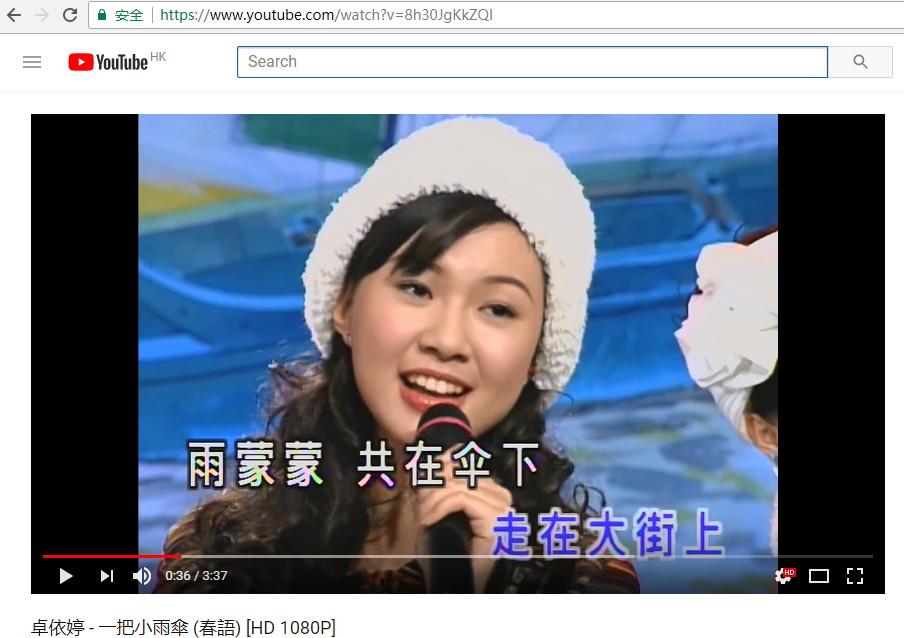 安全 https://www.youtube.com/watch?v=8h30JgKkZQI
YouTube HK
Search
雨蒙蒙 共在伞下
走在大街上
0:36 / 3:37
HD
卓依婷 - 一把小雨傘 (春語) [HD 1080P]